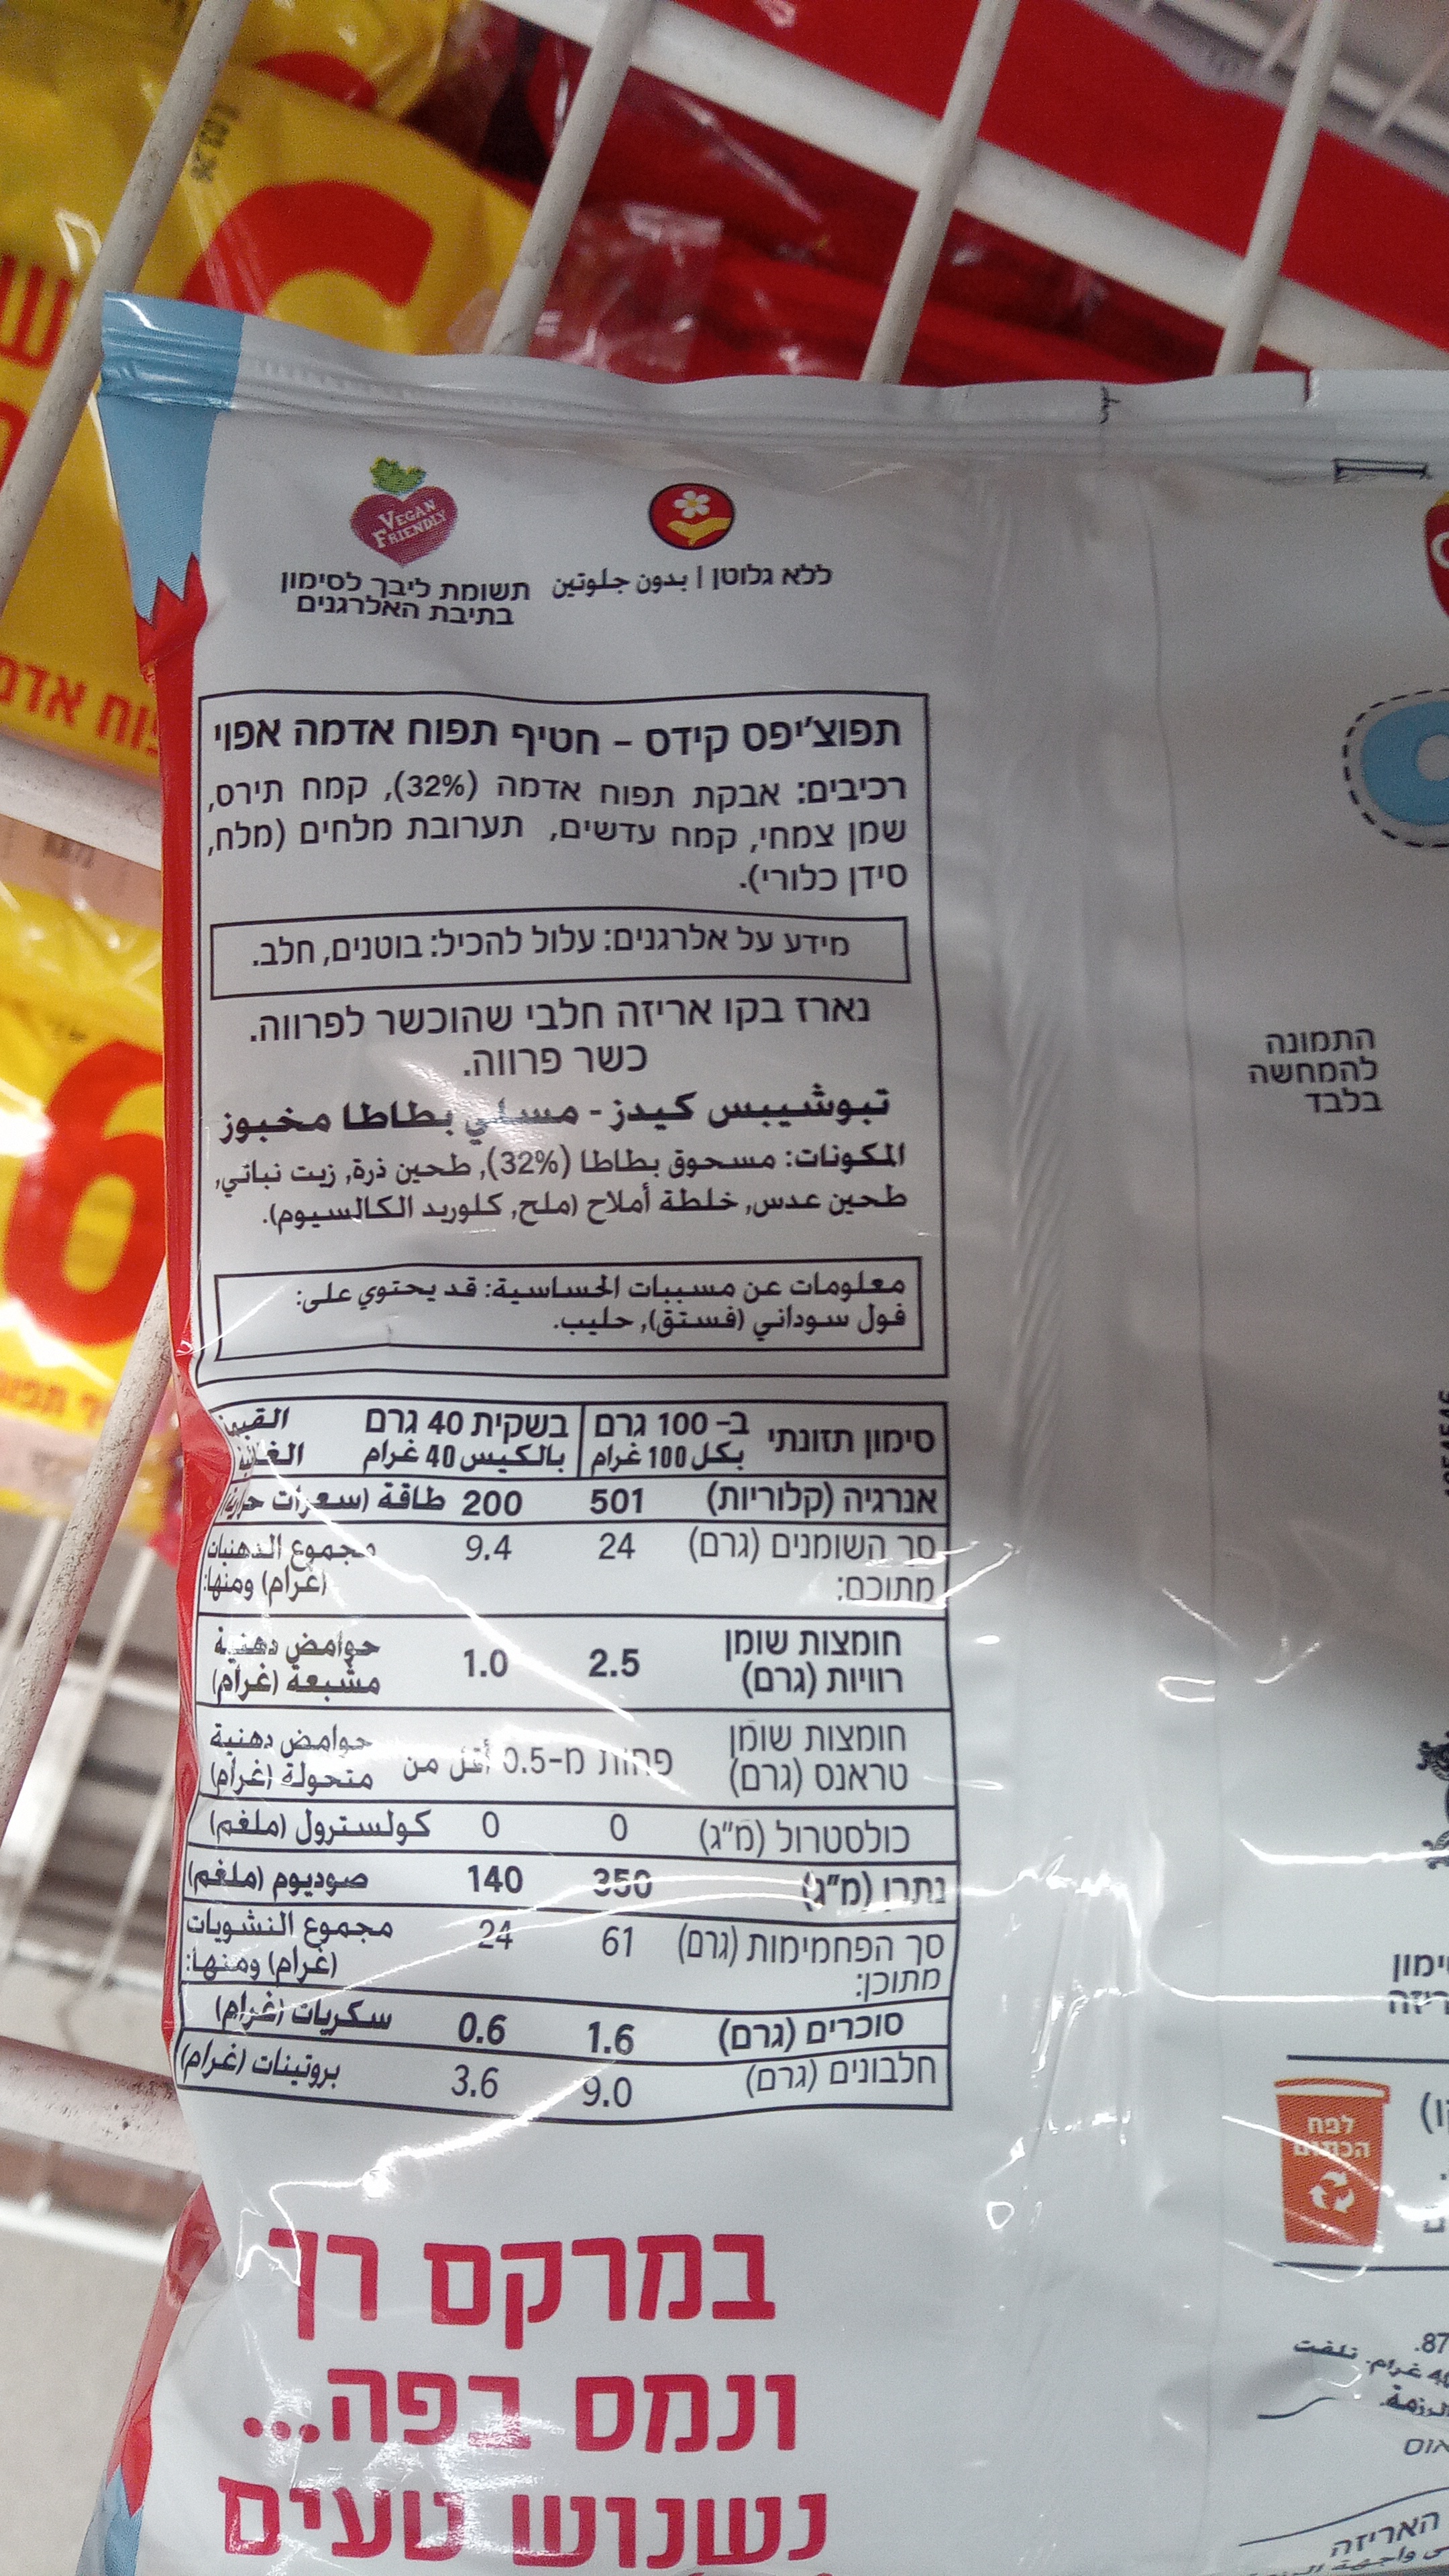 VEGAN
FRIENDLY
ללא גלוטן | بدون جلوتين
תשומת ליבך לסימון
בתיבת האלרגנים
תפוצ'יפס קידס - חטיף תפוח אדמה אפוי
רכיבים: אבקת תפוח אדמה (32%), קמח תירס,
שמן צמחי, קמח עדשים, תערובת מלחים (מלח,
סידן כלורי).
מידע על אלרגנים: עלול להכיל: בוטנים, חלב.
נארז בקו אריזה חלבי שהוכשר לפרווה.
כשר פרווה.
تبوشيبس كيدز - مسلي بطاطا مخبوز
المكونات: مسحوق بطاطا (32%), طحين ذرة, زيت نباتي,
طحين عدس, خلطة أملاح (ملح, كلوريد الكالسيوم).
معلومات عن مسببات الحساسية: قد يحتوي على:
فول سوداني (فستق), حليب.
סימון תזונתי ב- 100 גרם בשקית 40 גרם
بكل 100 غرام بالكيس 40 غرام
אנרגיה (קלוריות) 501 200 طاقة (سعرات
סך השומנים (גרם) 24 9.4 مجموع الدهنيات
מתוכם: (غرام) ومنها:
חומצות שומן רוויות (גרם) 2.5 1.0 حوامض دهنية مشبعة (غرام)
חומצות שומן טראנס (גרם) פחות מ-0.5 أقل من حوامض دهنية متحولة (غرام)
כולסטרול (מ"ג) 0 0 كولسترول (ملغم)
נתרן (מ"ג) 350 140 صوديوم (ملغم)
סך הפחמימות (גרם) 61 24 مجموع النشويات
מתוכן: (غرام) ومنها:
סוכרים (גרם) 1.6 0.6 سكريات (غرام)
חלבונים (גרם) 9.0 3.6 بروتينات (غرام)
במרקם רך
ונמס בפה...
נשנוש טעים
התמונה
להמחשה
בלבד
לפח
הכתום
האריזה